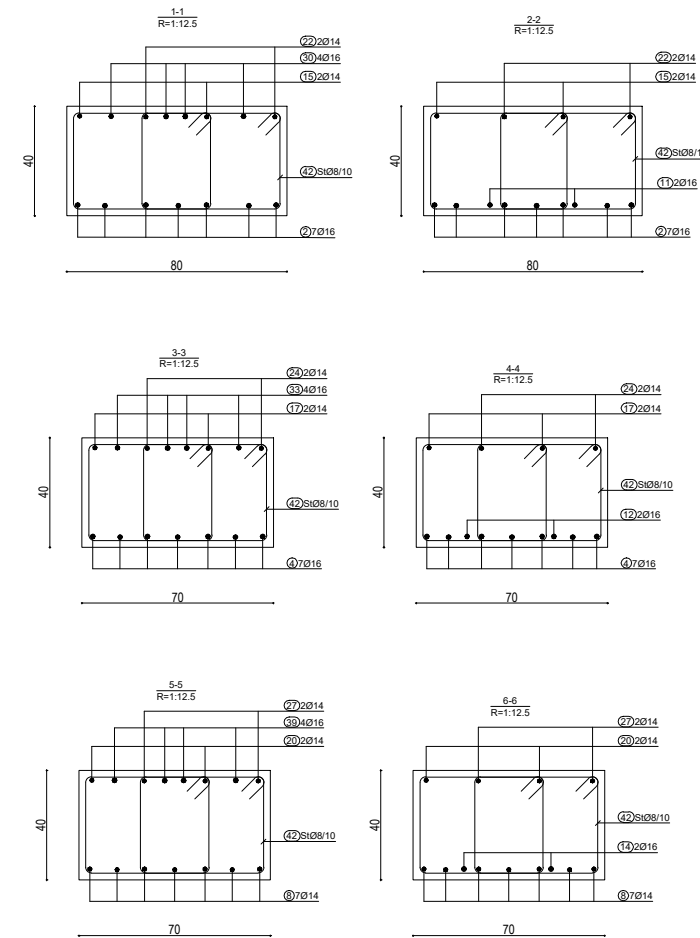 1-1
R=1:12.5
22 2Ø14
30 4Ø16
15 2Ø14
40
42 StØ8/10
2 7Ø16
80
2-2
R=1:12.5
22 2Ø14
15 2Ø14
40
42 StØ8/1
11 2Ø16
2 7Ø16
80
3-3
R=1:12.5
24 2Ø14
33 4Ø16
17 2Ø14
40
42 StØ8/10
4 7Ø16
70
4-4
R=1:12.5
24 2Ø14
17 2Ø14
40
42 StØ8/10
12 2Ø16
4 7Ø16
70
5-5
R=1:12.5
27 2Ø14
39 4Ø16
20 2Ø14
40
42 StØ8/10
8 7Ø14
70
6-6
R=1:12.5
27 2Ø14
20 2Ø14
40
42 StØ8/10
14 2Ø16
8 7Ø14
70